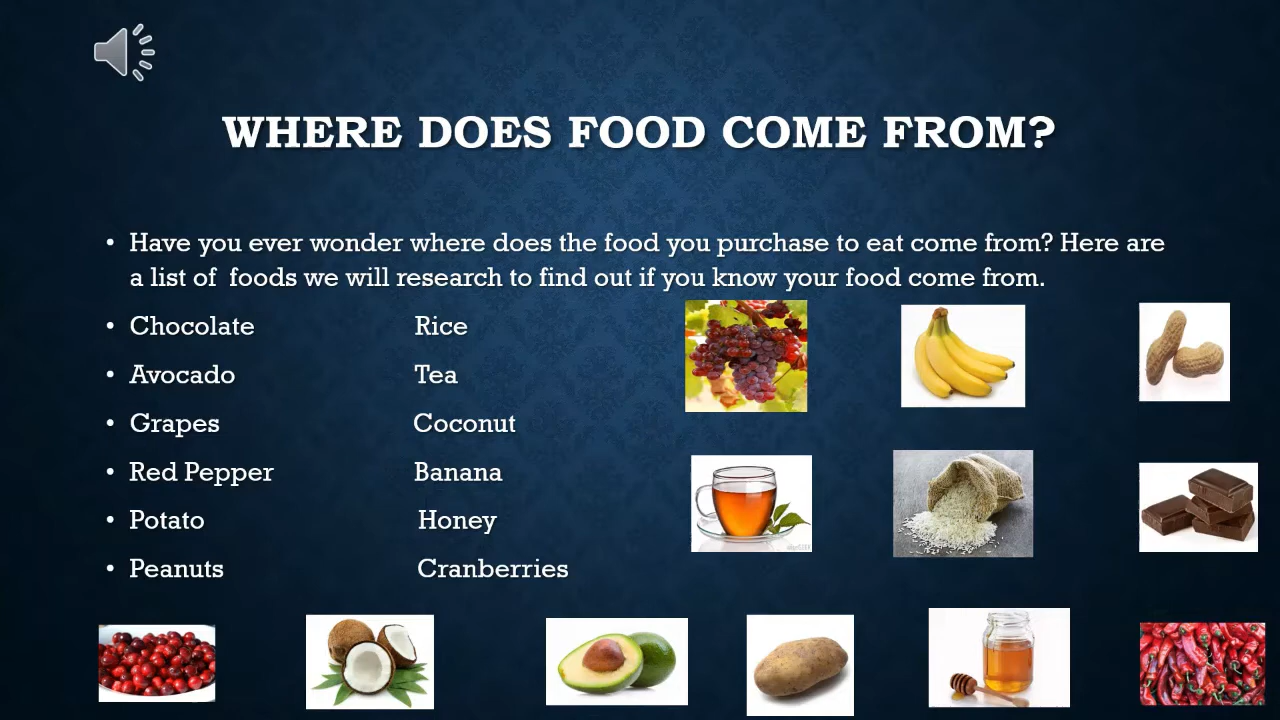 WHERE DOES FOOD COME FROM?
• Have you ever wonder where does the food you purchase to eat come from? Here are
a list of  foods we will research to find out if you know your food come from.
• Chocolate Rice
• Avocado Tea
• Grapes Coconut
• Red Pepper Banana
• Potato Honey
• Peanuts Cranberries